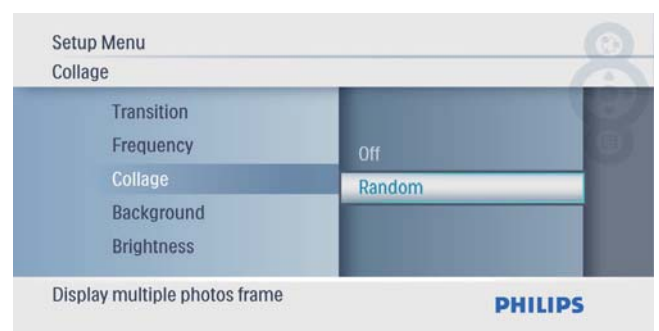 Setup Menu
Collage
Transition
Frequency
Collage
Background
Brightness
Off
Random
Display multiple photos frame
PHILIPS